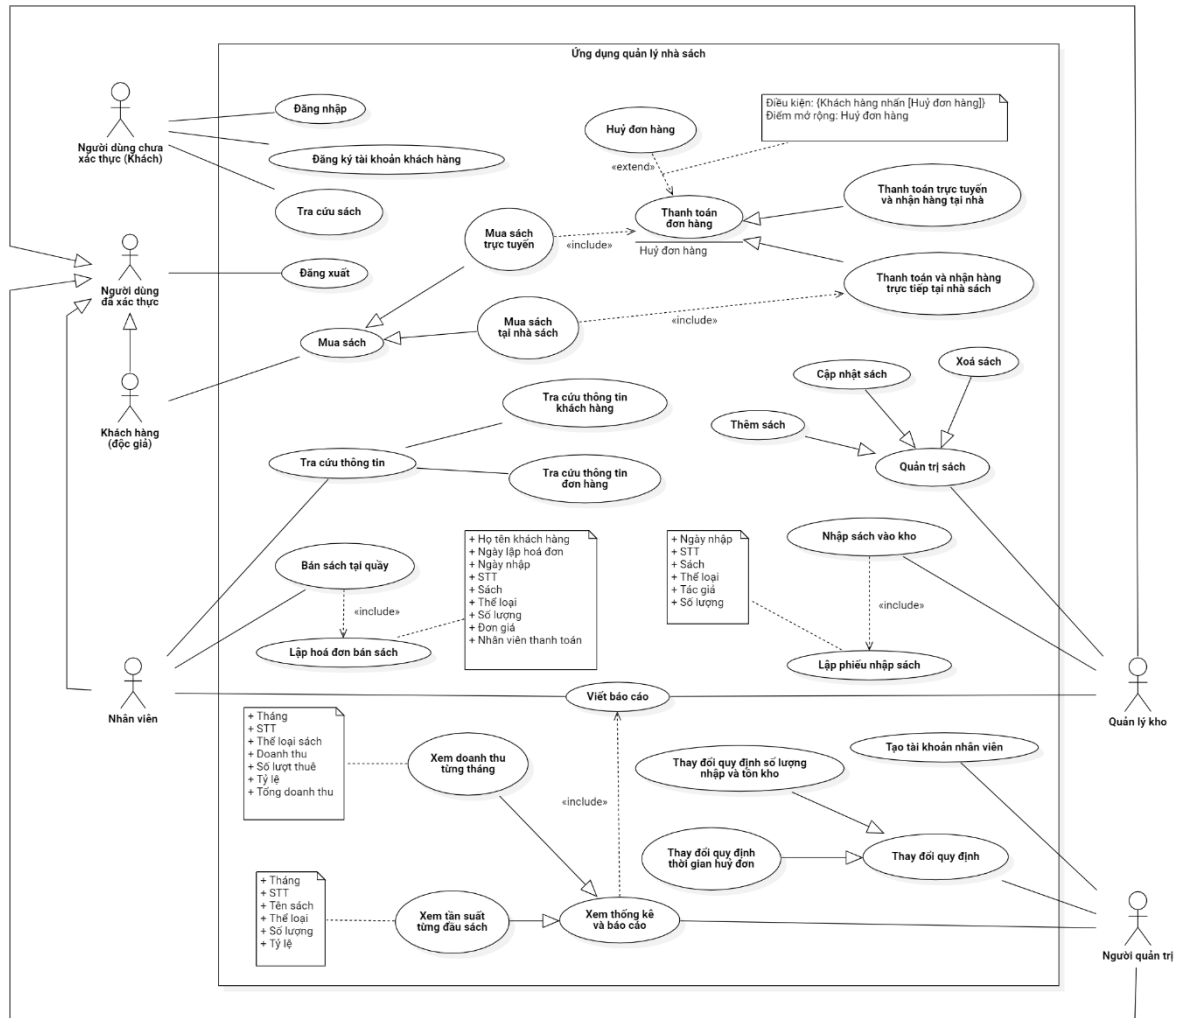 Ứng dụng quản lý nhà sách
Người dùng chưa
xác thực (Khách)
Đăng nhập
Đăng ký tài khoản khách hàng
Tra cứu sách
Huỷ đơn hàng
Điều kiện: {Khách hàng nhấn [Huỷ đơn hàng]}
Điểm mở rộng: Huỷ đơn hàng
«extend»
Thanh toán
đơn hàng
Huỷ đơn hàng
Thanh toán trực tuyến
và nhận hàng tại nhà
Mua sách
trực tuyến
«include»
Người dùng
đã xác thực
Đăng xuất
Thanh toán và nhận hàng
trực tiếp tại nhà sách
Mua sách
Mua sách
tại nhà sách
«include»
Khách hàng
(độc giả)
Cập nhật sách
Xoá sách
Tra cứu thông tin
khách hàng
Thêm sách
Tra cứu thông tin
Tra cứu thông tin
đơn hàng
Quản trị sách
Bán sách tại quầy
«include»
Lập hoá đơn bán sách
+ Họ tên khách hàng
+ Ngày lập hoá đơn
+ Ngày nhập
+ STT
+ Sách
+ Thể loại
+ Số lượng
+ Đơn giá
+ Nhân viên thanh toán
+ Ngày nhập
+ STT
+ Sách
+ Thể loại
+ Tác giả
+ Số lượng
Nhập sách vào kho
«include»
Lập phiếu nhập sách
Nhân viên
Viết báo cáo
Quản lý kho
+ Tháng
+ STT
+ Thể loại sách
+ Doanh thu
+ Số lượt thuê
+ Tỷ lệ
+ Tổng doanh thu
Xem doanh thu
từng tháng
«include»
Thay đổi quy định số lượng
nhập và tồn kho
Tạo tài khoản nhân viên
Thay đổi quy định
thời gian huỷ đơn
Thay đổi quy định
+ Tháng
+ STT
+ Tên sách
+ Thể loại
+ Số lượng
+ Tỷ lệ
Xem tần suất
từng đầu sách
Xem thống kê
và báo cáo
Người quản trị